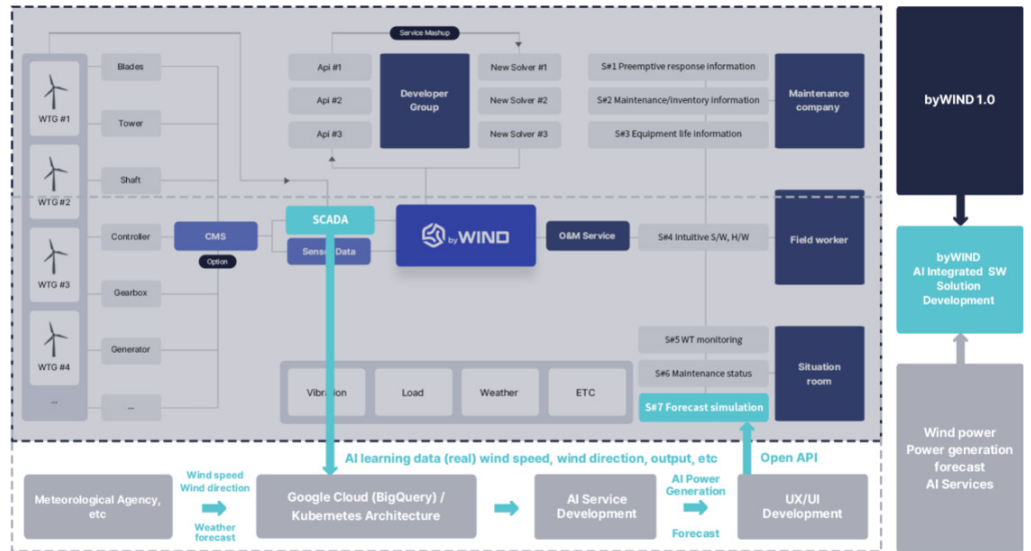 Service Mashup
Blades
Tower
Shaft
Controller
Gearbox
Generator
...
WTG #1
WTG #2
WTG #3
WTG #4
...
CMS
Option
Api #1
Api #2
Api #3
Developer
Group
New Solver #1
New Solver #2
New Solver #3
SCADA
Sensor Data
by WIND
O&M Service
S#1 Preemptive response information
S#2 Maintenance/inventory information
S#3 Equipment life information
S#4 Intuitive S/W, H/W
S#5 WT monitoring
S#6 Maintenance status
S#7 Forecast simulation
Maintenance
company
Field worker
Situation
room
Vibration
Load
Weather
ETC
AI learning data (real) wind speed, wind direction, output, etc
Open API
Meteorological Agency,
etc
Wind speed
Wind direction
Weather
forecast
Google Cloud (BigQuery) /
Kubernetes Architecture
AI Service
Development
AI Power
Generation
Forecast
UX/UI
Development
byWIND 1.0
byWIND
AI Integrated SW
Solution
Development
Wind power
Power generation
forecast
AI Services